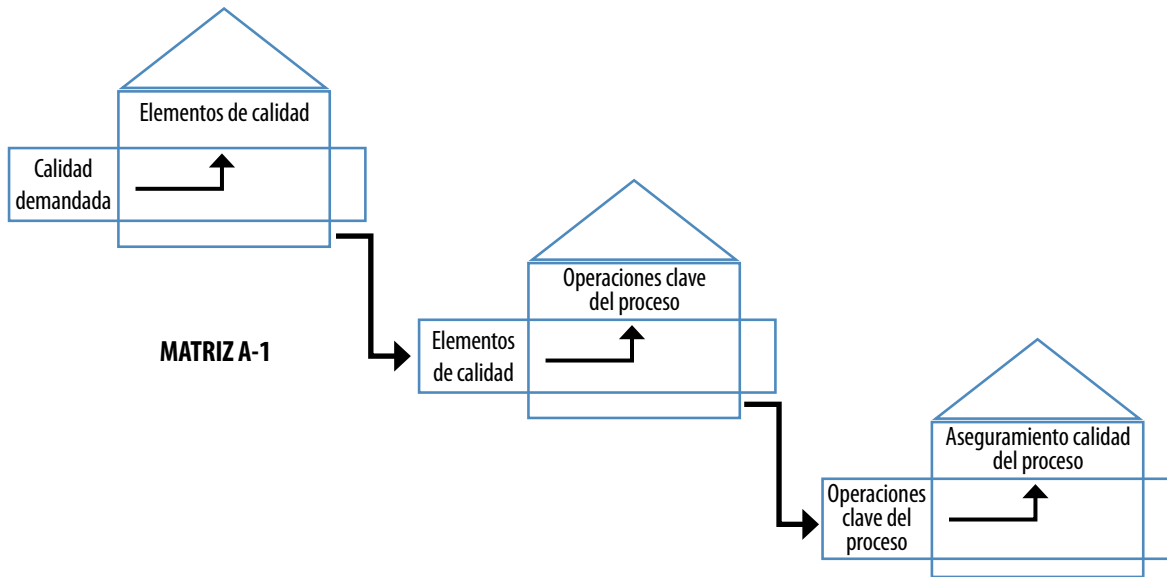 Elementos de calidad
Calidad
demandada
MATRIZ A-1
Operaciones clave
del proceso
Elementos
de calidad
Aseguramiento calidad
del proceso
Operaciones
clave del
proceso